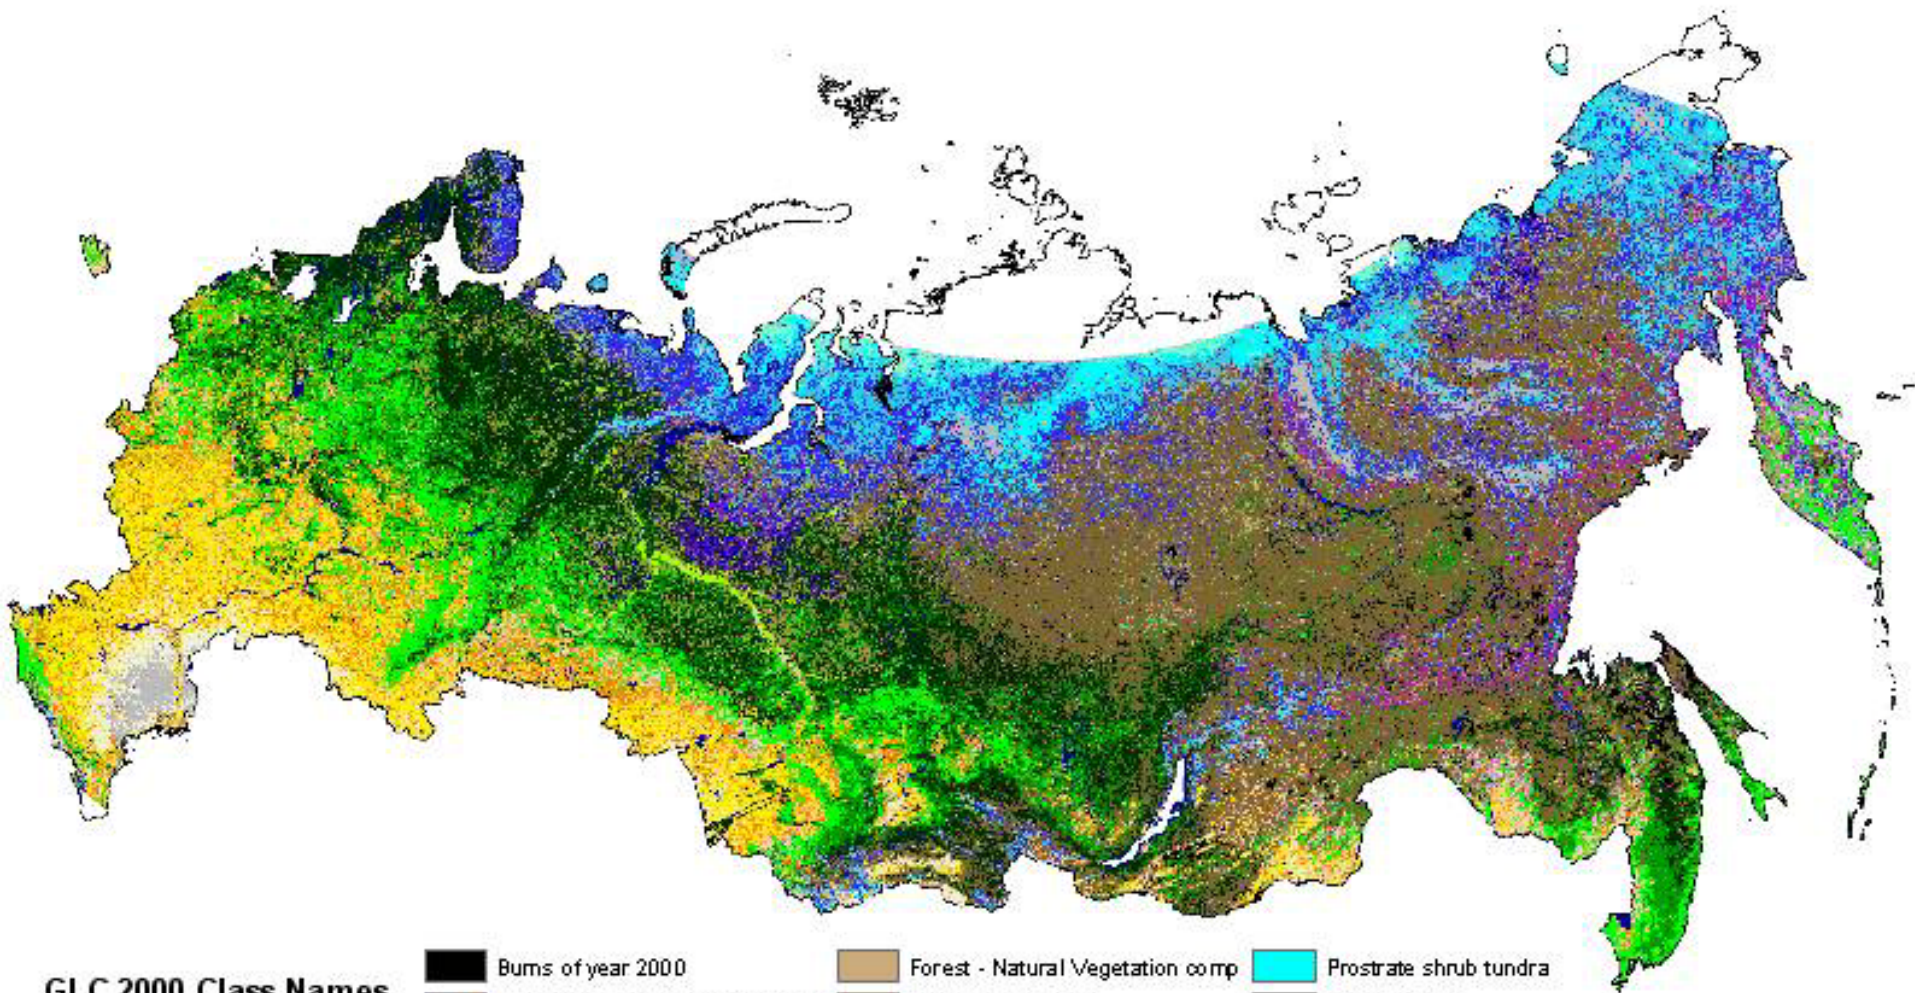 Burns of year 2000
Forest - Natural Vegetation comp
Prostrate shrub tundra
GLC 2000 Class Names